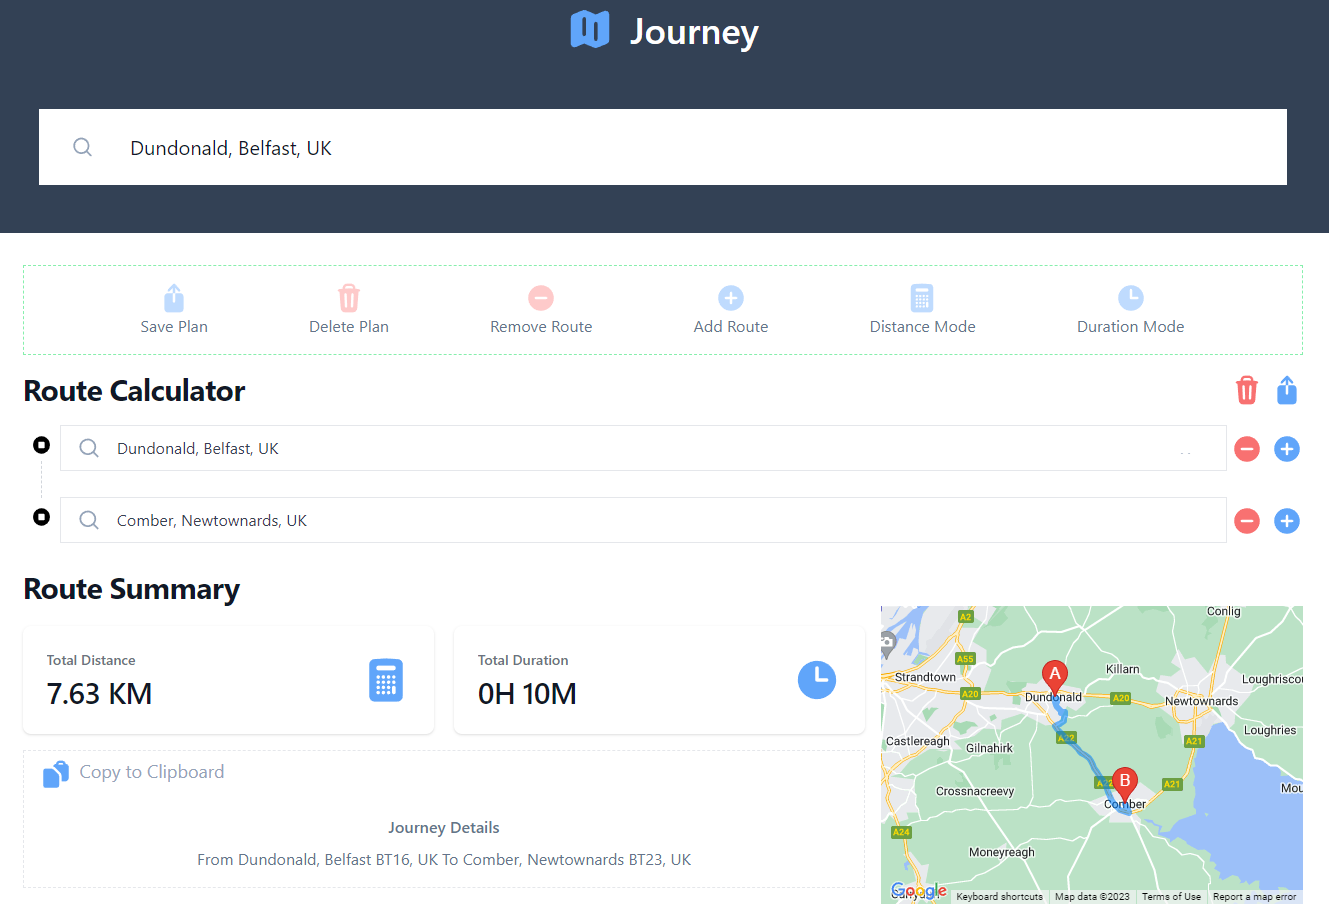 Journey
Dundonald, Belfast, UK
Save Plan
Delete Plan
Remove Route
Add Route
Distance Mode
Duration Mode
Route Calculator
Dundonald, Belfast, UK
Comber, Newtownards, UK
Route Summary
Total Distance
7.63 KM
Total Duration
0H 10M
Copy to Clipboard
Journey Details
From Dundonald, Belfast BT16, UK To Comber, Newtownards BT23, UK
Conlig
A2
A55
Strandtown
A20
A
Dundonald
Killarn
A20
Loughriscou
Newtownards
Loughries
Castlereagh
Gilnahirk
A22
A21
Crossnacreevy
A22
B
A21
Mou
Comber
A24
Moneyreagh
Google
Keyboard shortcuts
Map data ©2023
Terms of Use
Report a map error